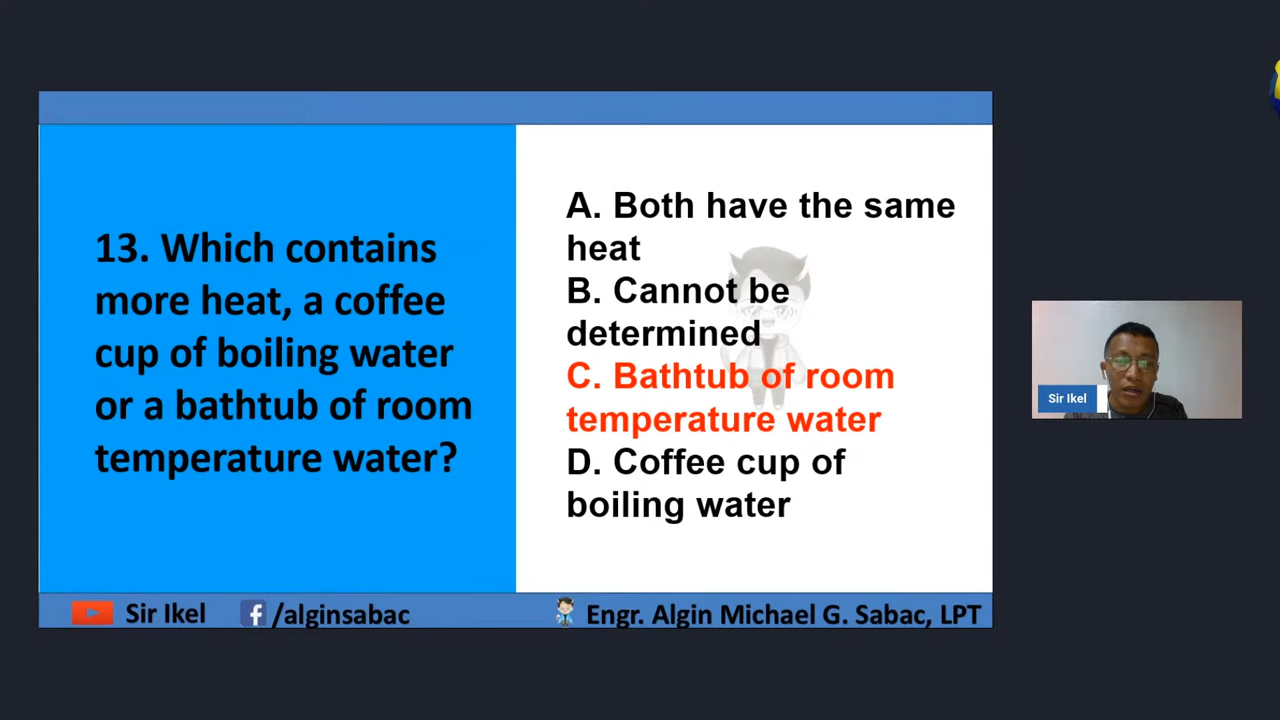 13. Which contains
more heat, a coffee
cup of boiling water
or a bathtub of room
temperature water?
A. Both have the same
heat
B. Cannot be
determined
C. Bathtub of room
temperature water
D. Coffee cup of
boiling water
Sir Ikel
Sir Ikel
/alginsabac
Engr. Algin Michael G. Sabac, LPT